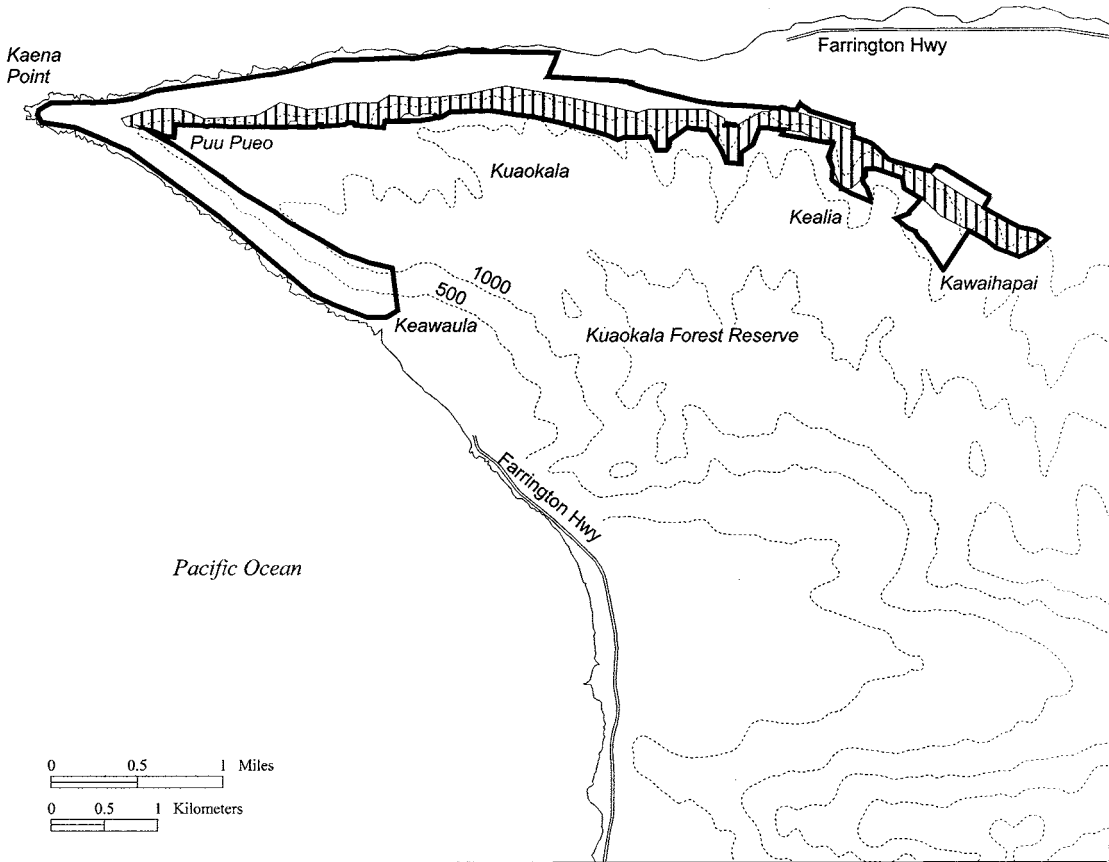 Farrington Hwy
Kaena
Point
Puu Pueo
Kuaokala
Kealia
Kawaihapai
1000
500
Keawaula
Kuaokala Forest Reserve
Farrington Hwy
Pacific Ocean
0 0.5 1 Miles
0 0.5 1 Kilometers